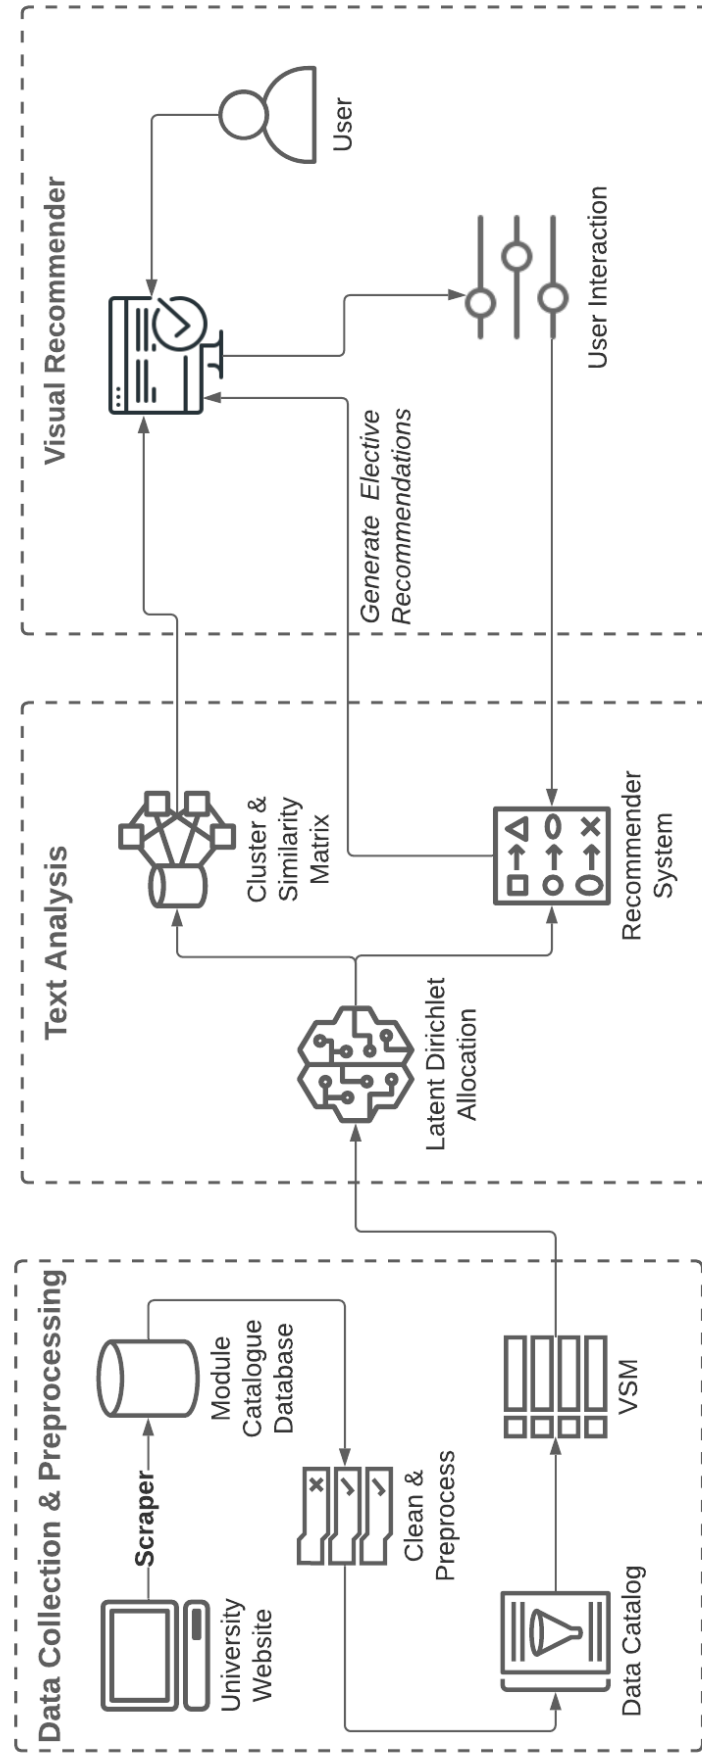 Data Collection & Preprocessing
University
Website
Scraper
Module
Catalogue
Database
Clean &
Preprocess
Data Catalog
VSM
Text Analysis
Latent Dirichlet
Allocation
Cluster &
Similarity
Matrix
Recommender
System
Visual Recommender
Generate Elective
Recommendations
User Interaction
User